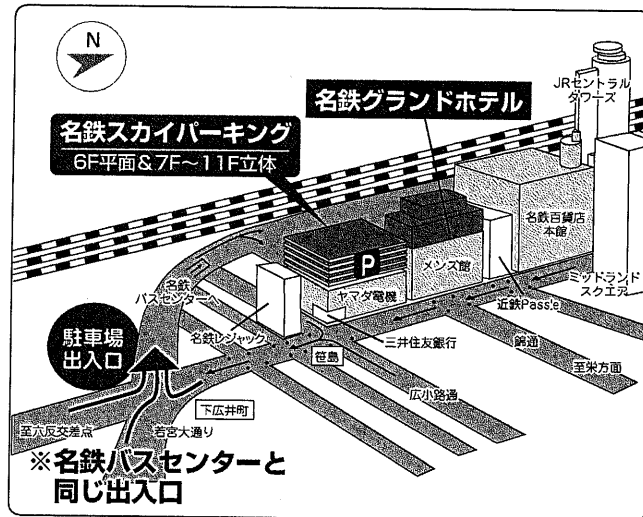 N
JRセントラル
タワーズ
名鉄グランドホテル
名鉄スカイパーキング
6F平面&7F～11F立体
名鉄百貨店
本館
P
メンズ館
ヤマダ電機
名鉄
バスセンターへ
ミッドランド
スクエア
近鉄Pass'e
駐車場
出入口
名鉄レジャック
三井住友銀行
笹島
錦通
至栄方面
広小路通
下広井町
至六反交差点
若宮大通り
※名鉄バスセンターと
同じ出入口